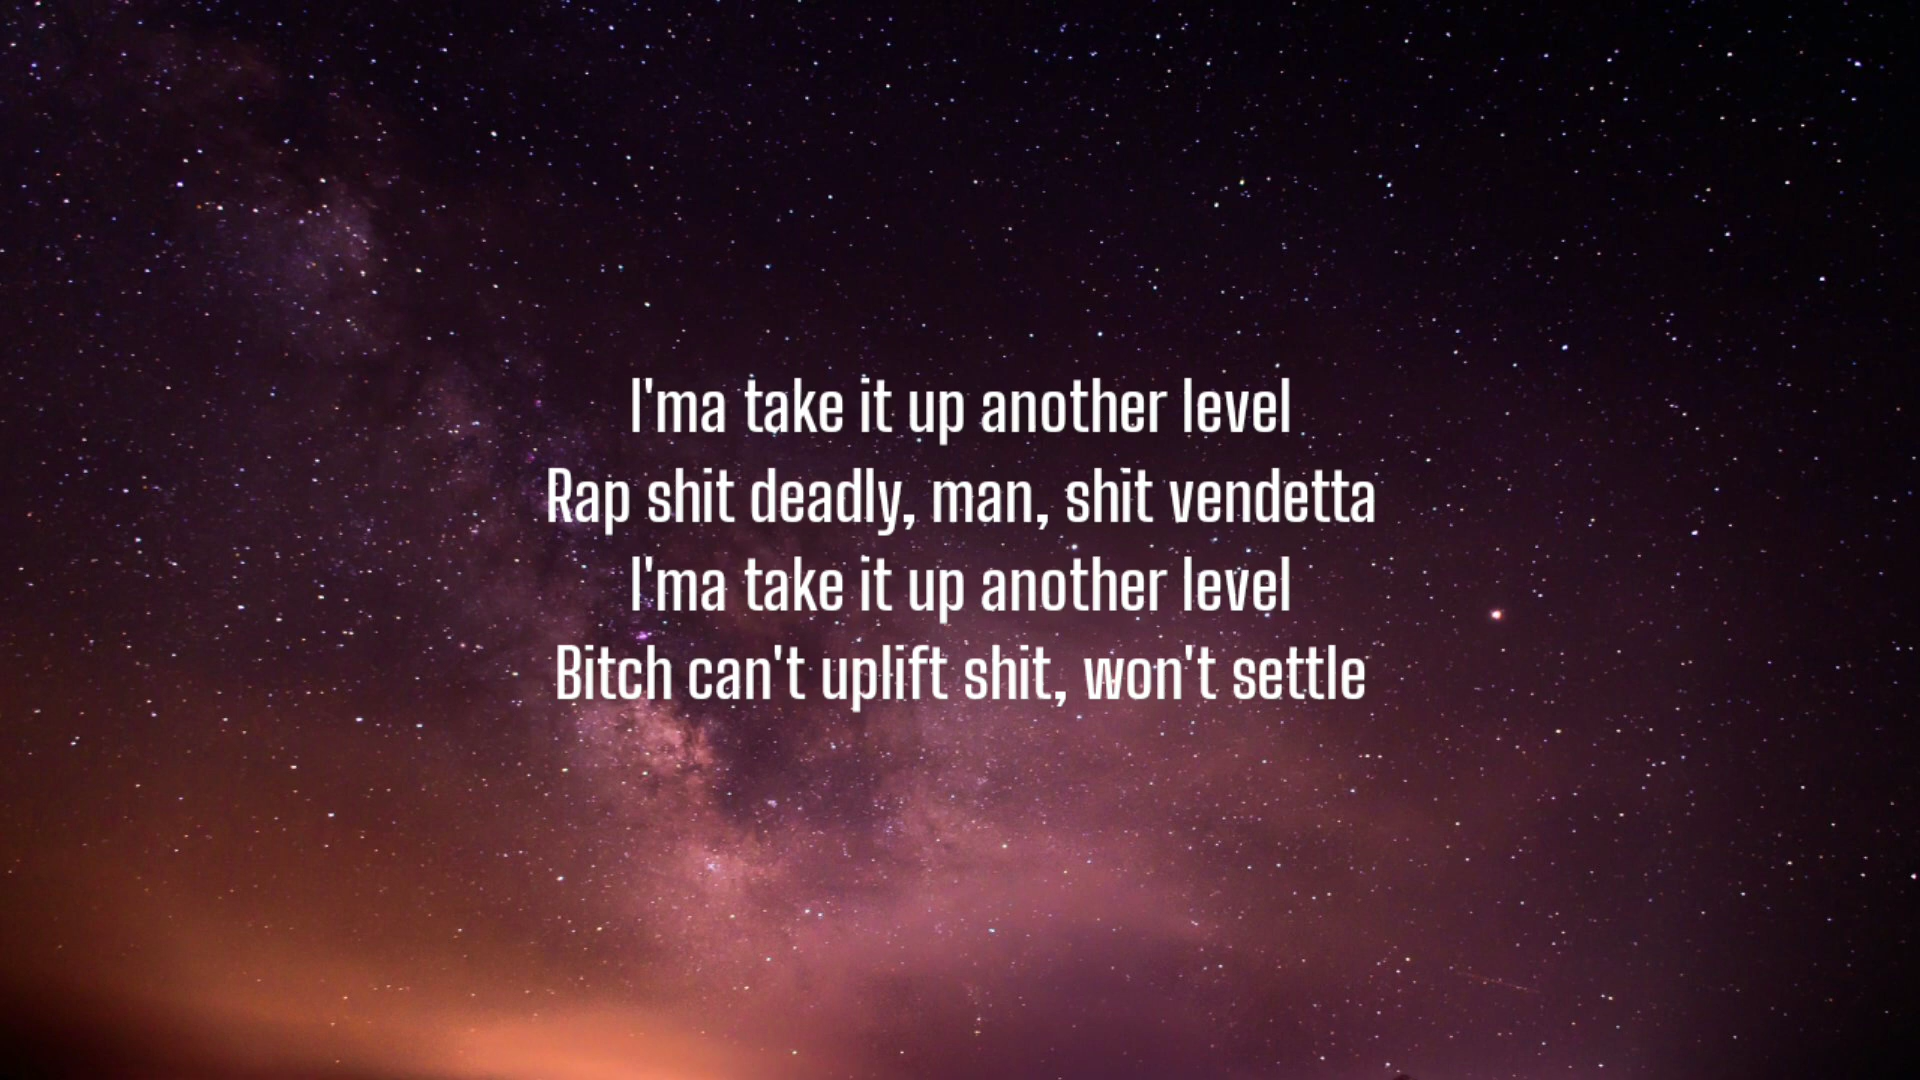 I'ma take it up another level
Rap shit deadly, man, shit vendetta
I'ma take it up another level
Bitch can't uplift shit, won't settle